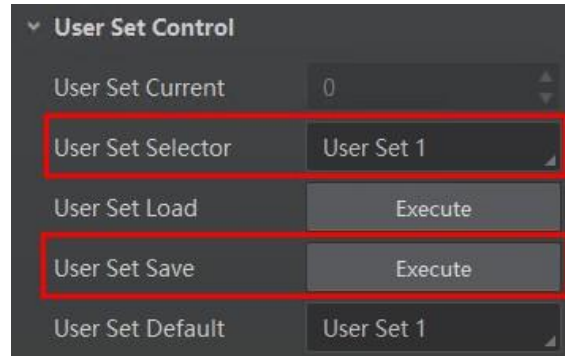 User Set Control
User Set Current 0
User Set Selector User Set 1
User Set Load Execute
User Set Save Execute
User Set Default User Set 1